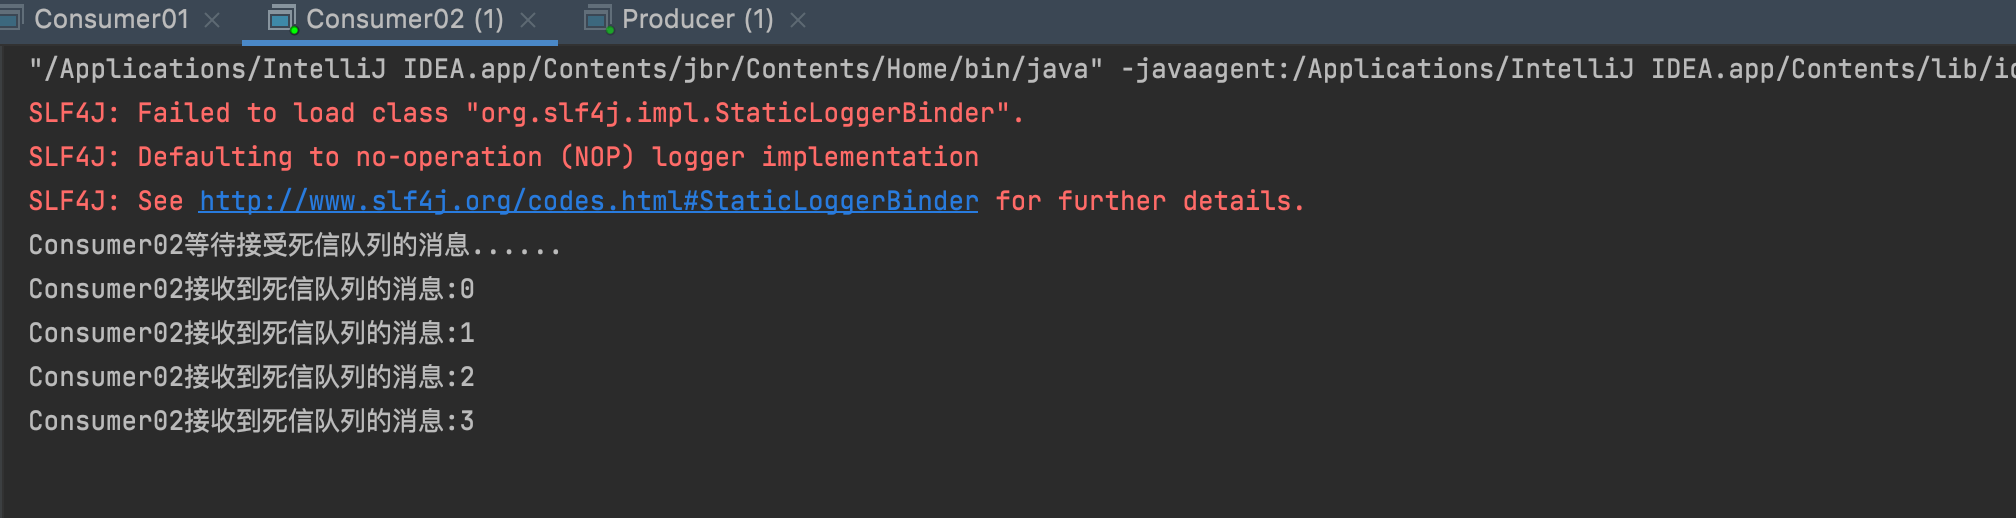 Consumer01 Consumer02 (1) Producer (1)
"/Applications/IntelliJ IDEA.app/Contents/jbr/Contents/Home/bin/java" -javaagent:/Applications/IntelliJ IDEA.app/Contents/lib/
SLF4J: Failed to load class "org.slf4j.impl.StaticLoggerBinder".
SLF4J: Defaulting to no-operation (NOP) logger implementation
SLF4J: See http://www.slf4j.org/codes.html#StaticLoggerBinder for further details.
Consumer02等待接受死信队列的消息......
Consumer02接收到死信队列的消息:0
Consumer02接收到死信队列的消息:1
Consumer02接收到死信队列的消息:2
Consumer02接收到死信队列的消息:3